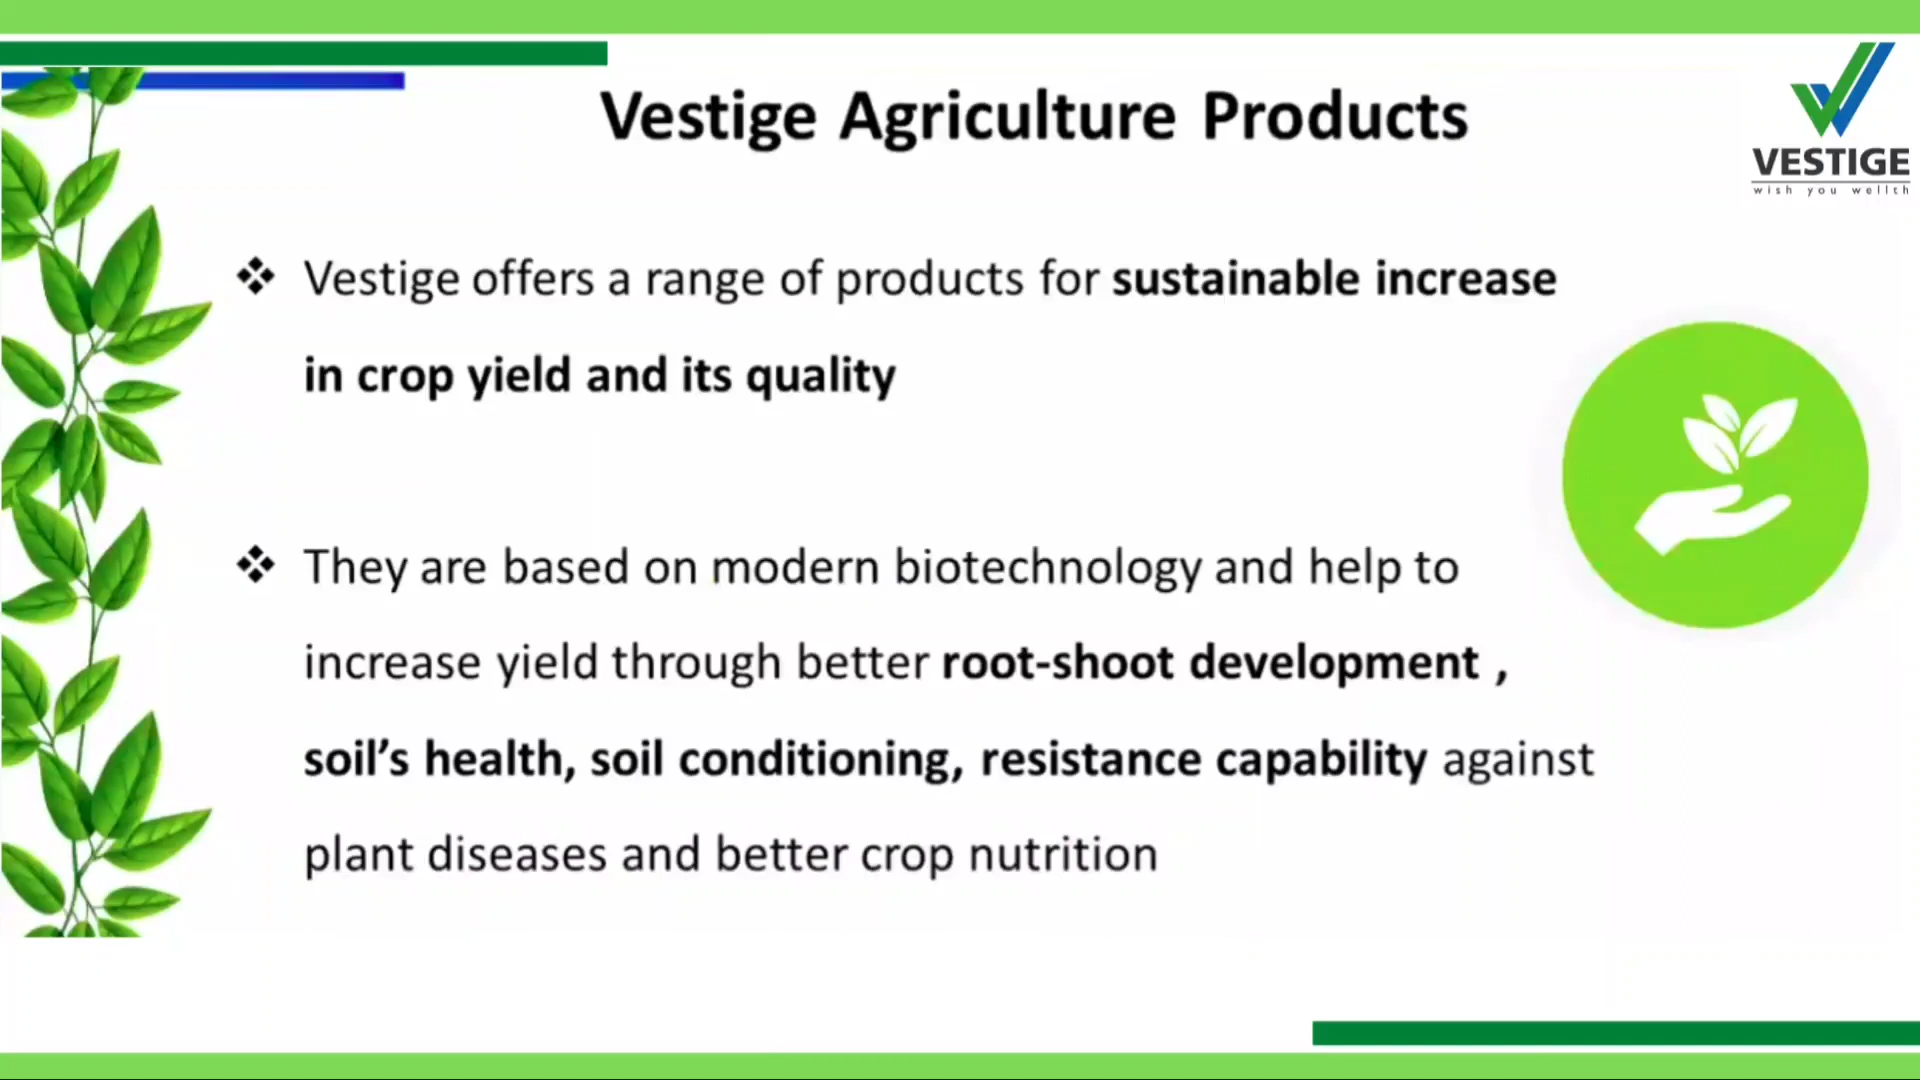 Vestige Agriculture Products
VESTIGE
wish you wellth
❖ Vestige offers a range of products for sustainable increase
in crop yield and its quality
❖ They are based on modern biotechnology and help to
increase yield through better root-shoot development ,
soil’s health, soil conditioning, resistance capability against
plant diseases and better crop nutrition